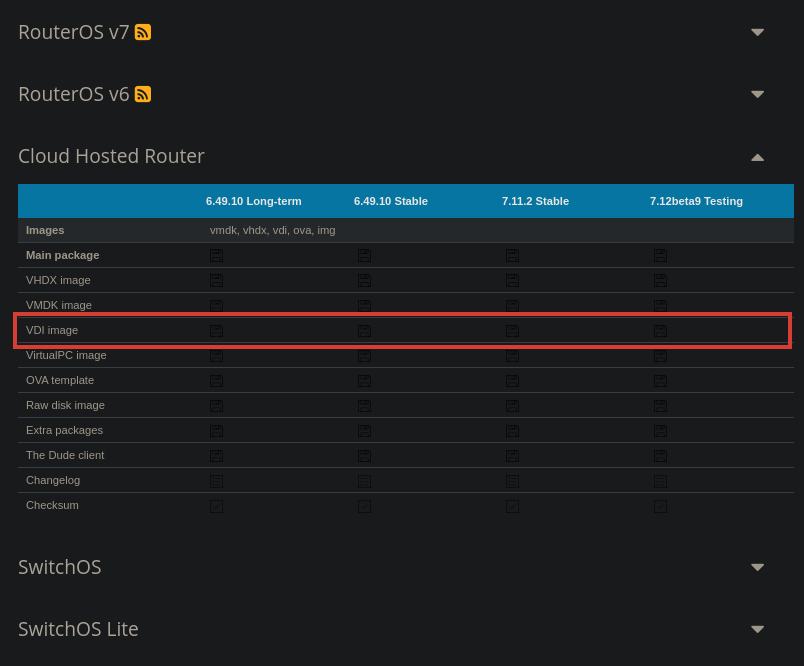 RouterOS v7
RouterOS v6
Cloud Hosted Router
6.49.10 Long-term 6.49.10 Stable 7.11.2 Stable 7.12beta9 Testing
Images vmdk, vhdx, vdi, ova, img
Main package
VHDX image
VMDK image
VDI image
VirtualPC image
OVA template
Raw disk image
Extra packages
The Dude client
Changelog
Checksum
SwitchOS
SwitchOS Lite